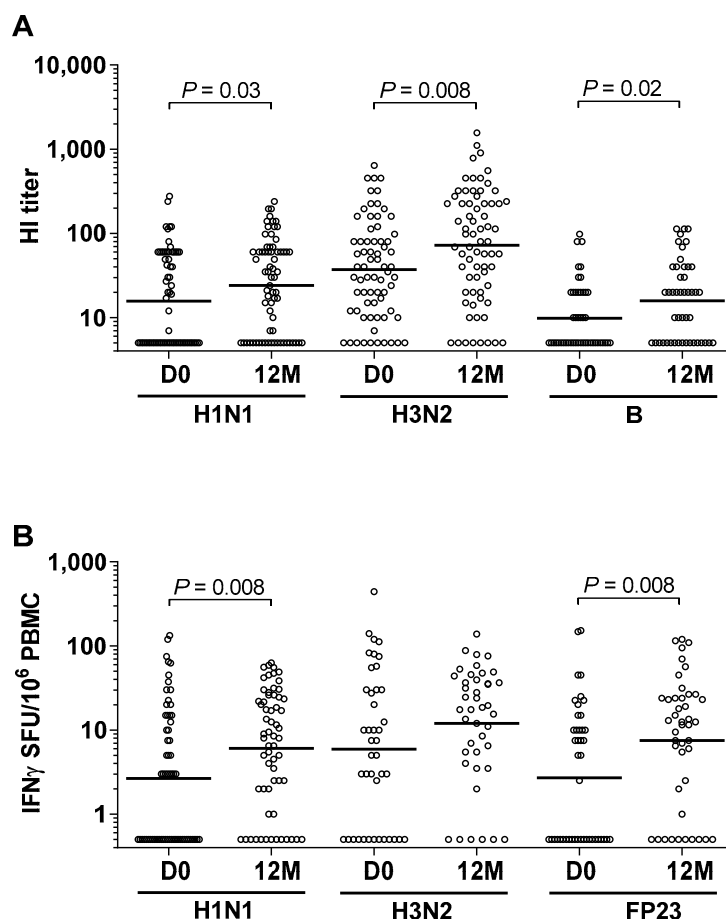 A
10,000
1,000
100
10
HI titer
P = 0.03
P = 0.008
P = 0.02
D0 12M D0 12M D0 12M
H1N1 H3N2 B
B
1,000
100
10
1
IFNγ SFU/10⁶ PBMC
P = 0.008
P = 0.008
D0 12M D0 12M D0 12M
H1N1 H3N2 FP23